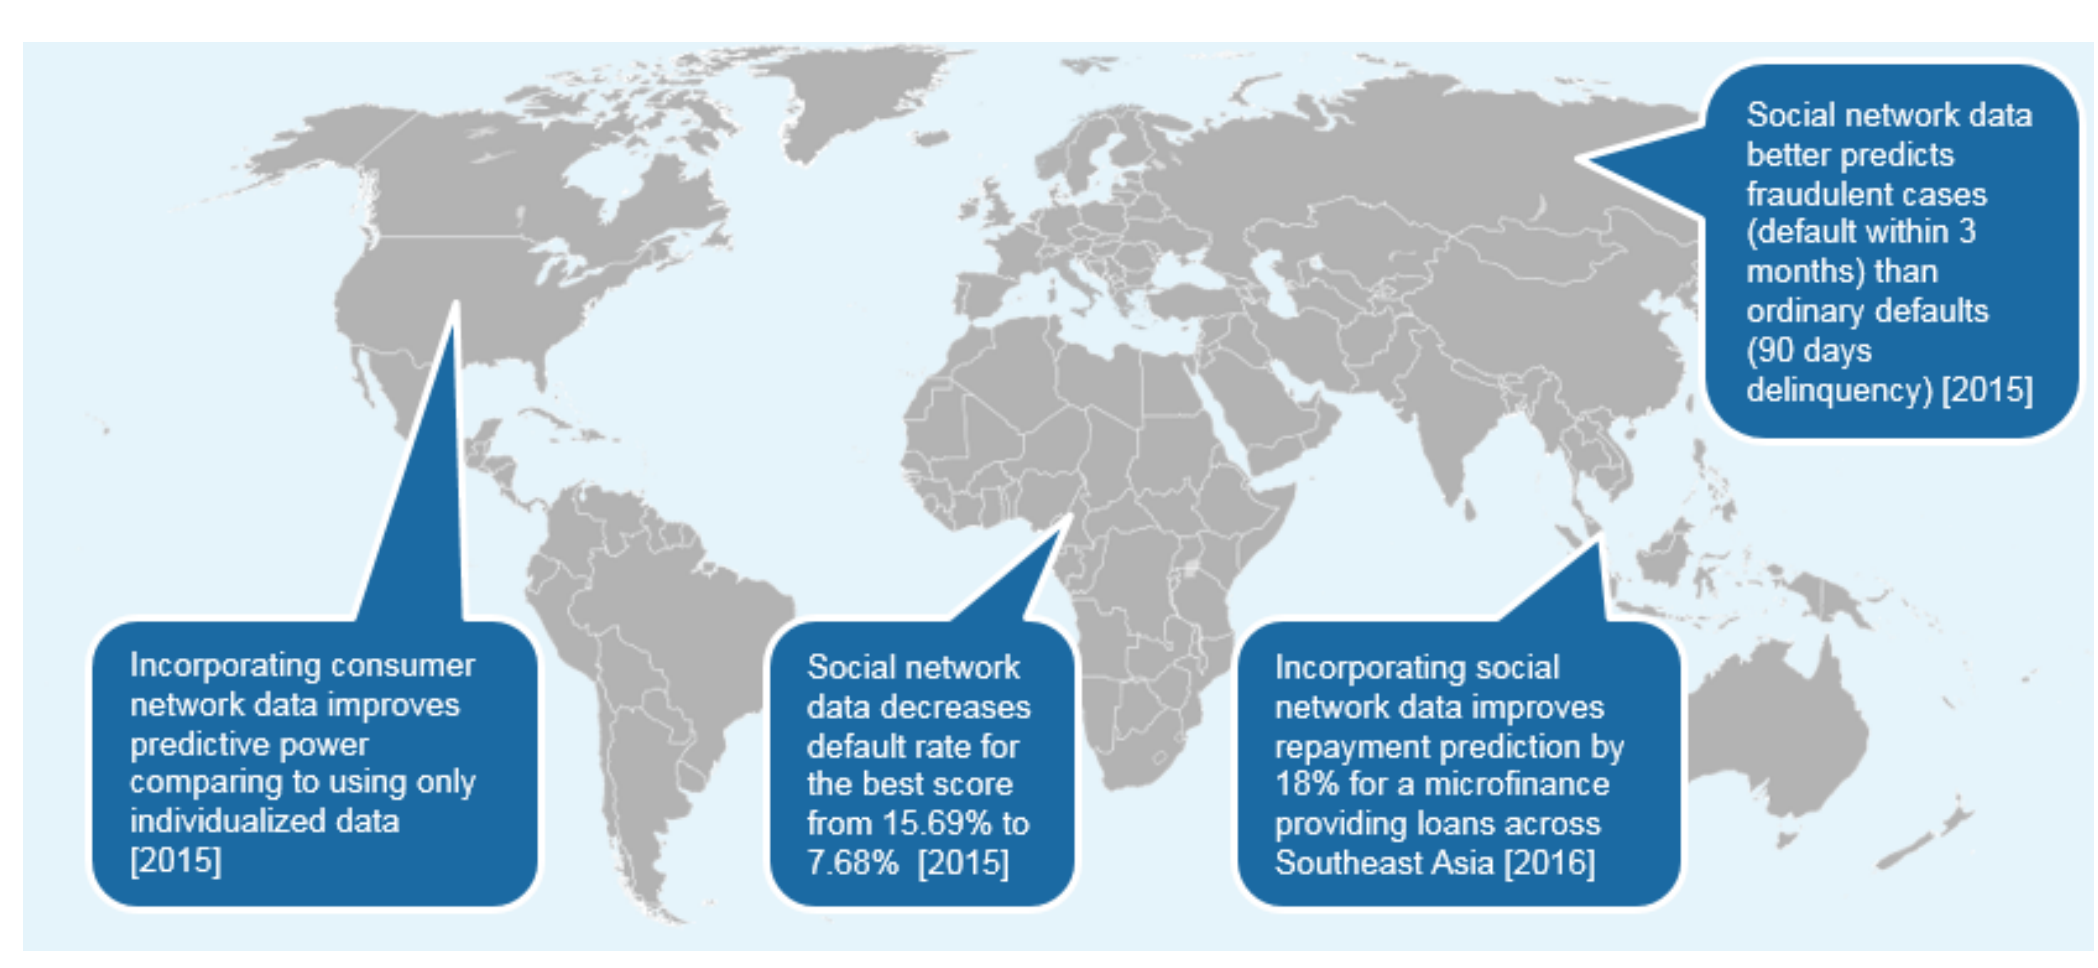 Social network data
better predicts
fraudulent cases
(default within 3
months) than
ordinary defaults
(90 days
delinquency) [2015]
Incorporating consumer
network data improves
predictive power
comparing to using only
individualized data
[2015]
Social network
data decreases
default rate for
the best score
from 15.69% to
7.68%  [2015]
Incorporating social
network data improves
repayment prediction by
18% for a microfinance
providing loans across
Southeast Asia [2016]